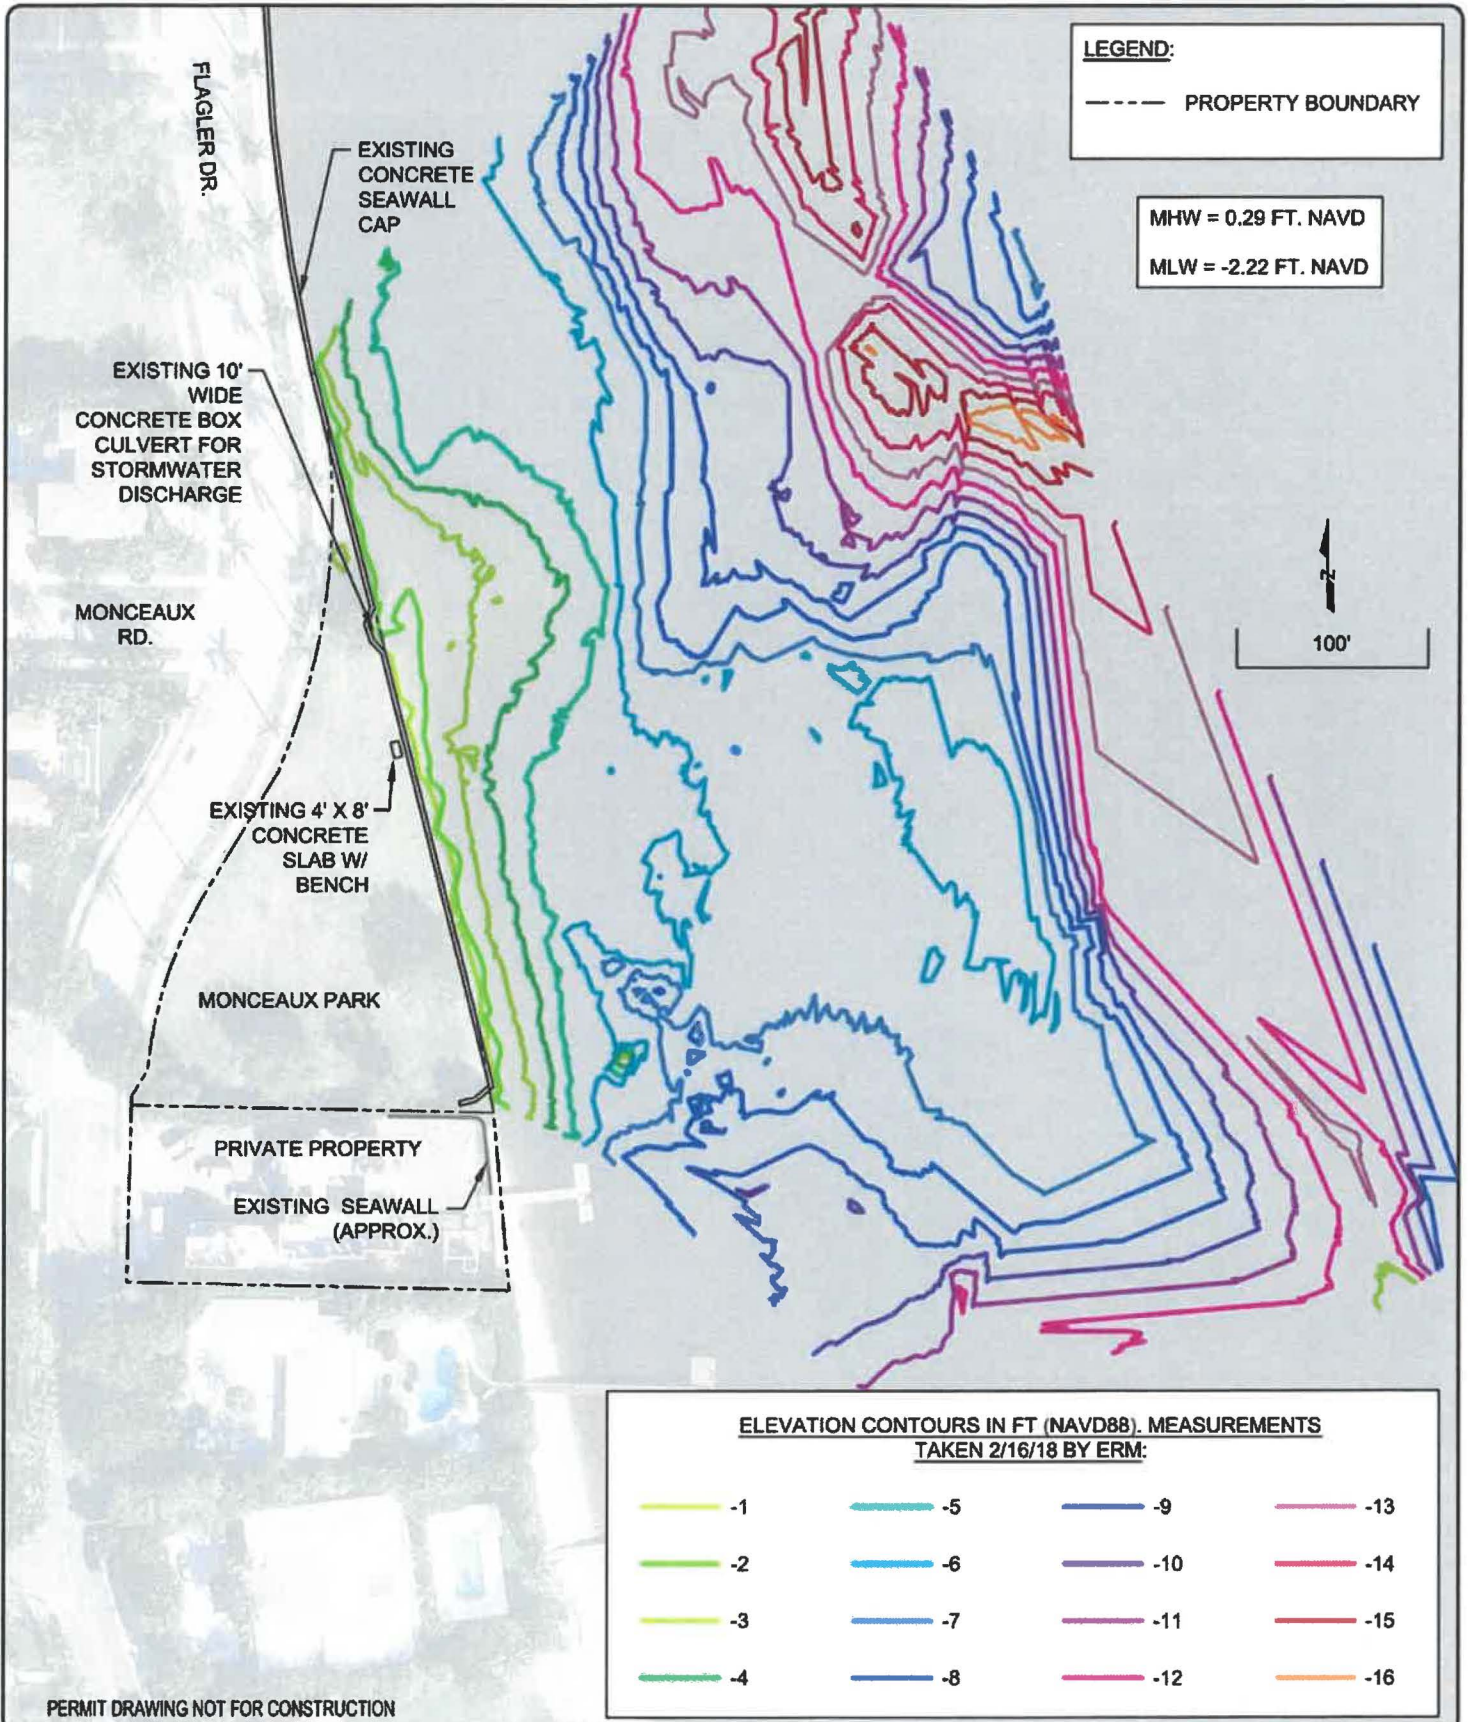 LEGEND:
PROPERTY BOUNDARY
FLAGLER DR.
EXISTING
CONCRETE
SEAWALL
CAP
MHW = 0.29 FT. NAVD
MLW = -2.22 FT. NAVD
EXISTING 10'
WIDE
CONCRETE BOX
CULVERT FOR
STORMWATER
DISCHARGE
N
100'
MONCEAUX
RD.
EXISTING 4' X 8'
CONCRETE
SLAB W/
BENCH
MONCEAUX PARK
PRIVATE PROPERTY
EXISTING SEAWALL
(APPROX.)
ELEVATION CONTOURS IN FT (NAVD88). MEASUREMENTS
TAKEN 2/16/18 BY ERM:
-1 -5 -9 -13
-2 -6 -10 -14
-3 -7 -11 -15
-4 -8 -12 -16
PERMIT DRAWING NOT FOR CONSTRUCTION